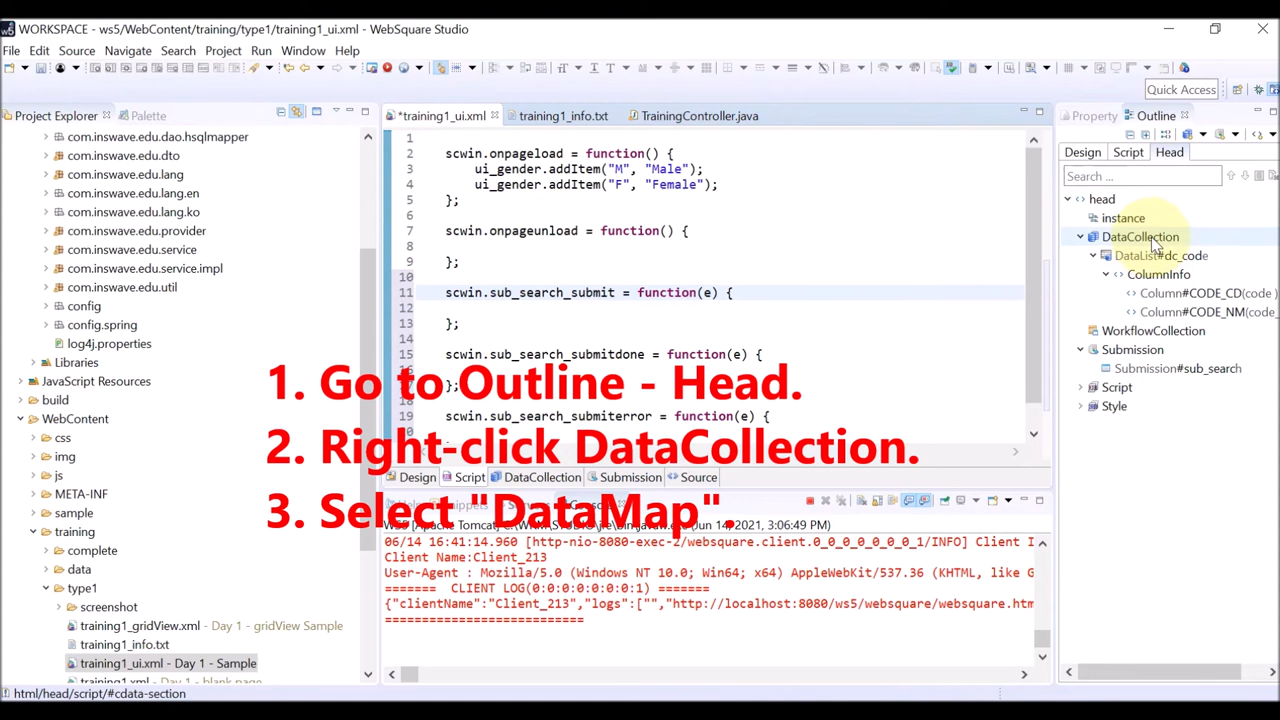 WORKSPACE - ws5/WebContent/training/type1/training1_ui.xml - WebSquare Studio
File Edit Source Navigate Search Project Run Window Help
Quick Access
Project Explorer
Palette
com.inswave.edu.dao.hsqlmapper
com.inswave.edu.dto
com.inswave.edu.lang
com.inswave.edu.lang.en
com.inswave.edu.lang.ko
com.inswave.edu.provider
com.inswave.edu.service
com.inswave.edu.service.impl
com.inswave.edu.util
config
config.spring
log4j.properties
Libraries
JavaScript Resources
build
WebContent
css
img
js
META-INF
sample
training
complete
data
type1
screenshot
training1_gridView.xml - Day 1 - gridView Sample
training1_info.txt
training1_ui.xml - Day 1 - Sample
*training1_ui.xml
training1_info.txt
TrainingController.java
1
2 scwin.onpageload = function() {
3 ui_gender.addItem("M", "Male");
4 ui_gender.addItem("F", "Female");
5 };
6
7 scwin.onpageunload = function() {
8
9 };
10
11 scwin.sub_search_submit = function(e) {
12
13 };
14
15 scwin.sub_search_submitdone = function(e) {
};
19 scwin.sub_search_submiterror = function(e) {
1. Go to Outline - Head.
2. Right-click DataCollection.
3. Select "DataMap".
Design Script DataCollection Submission Source
06/14 16:41:14.960 [http-nio-8080-exec-2/websquare.client.0_0_0_0_0_0_0_1/INFO] Client I
Client Name:Client_213
User-Agent : Mozilla/5.0 (Windows NT 10.0; Win64; x64) AppleWebKit/537.36 (KHTML, like G
======= CLIENT LOG(0:0:0:0:0:0:0:1) =======
{"clientName":"Client_213","logs":["","http://localhost:8080/ws5/websquare/websquare.htm
==========================
Property
Outline
Design Script Head
Search ...
head
instance
DataCollection
DataList#dc_code
ColumnInfo
Column#CODE_CD(code
Column#CODE_NM(code_
WorkflowCollection
Submission
Submission#sub_search
Script
Style
html/head/script/#cdata-section